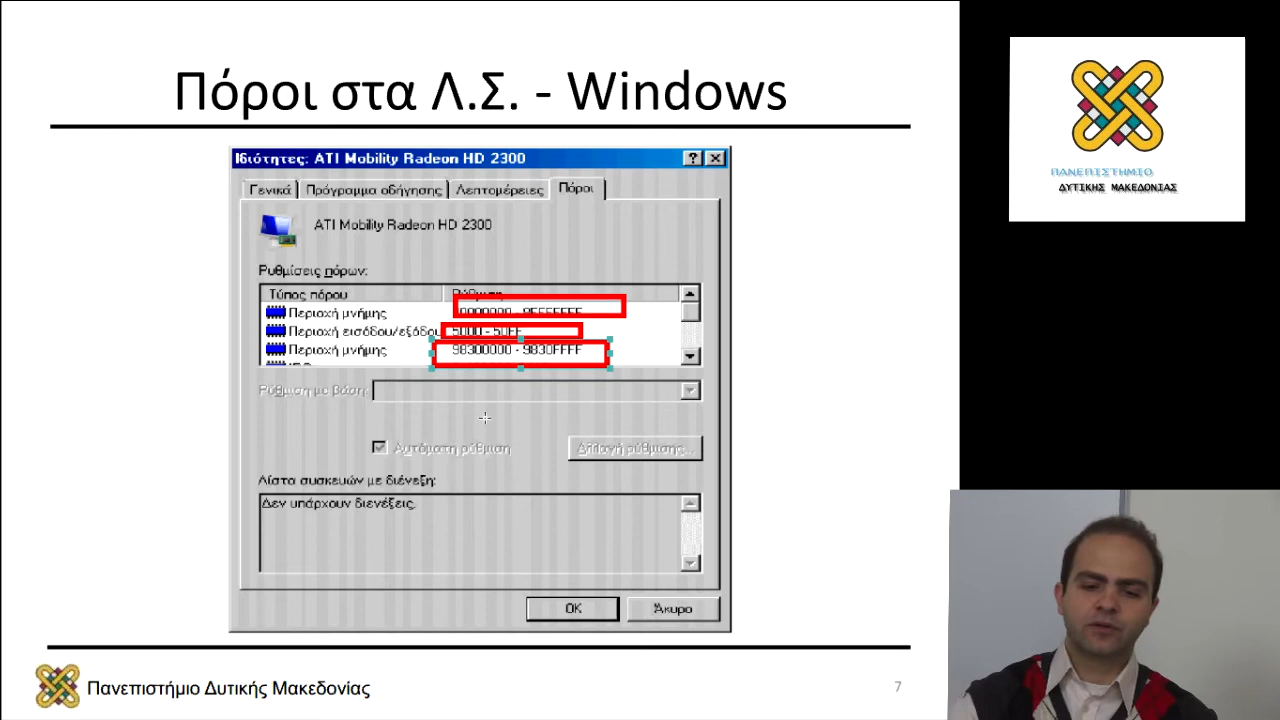 Πόροι στα Λ.Σ. - Windows
ΠΑΝΕΠΙΣΤΗΜΙΟ
ΔΥΤΙΚΗΣ ΜΑΚΕΔΟΝΙΑΣ
Ιδιότητες: ATI Mobility Radeon HD 2300
Γενικά Πρόγραμμα οδήγησης Λεπτομέρειες Πόροι
ATI Mobility Radeon HD 2300
Ρυθμίσεις πόρων:
Τύπος πόρου Ρύθμιση
Περιοχή μνήμης
Περιοχή εισόδου/εξόδου 5000 - 50FF
Περιοχή μνήμης 98300000 - 9830FFFF
Ρύθμιση με βάση:
Αυτόματη ρύθμιση Αλλαγή ρύθμισης...
Λίστα συσκευών με διένεξη:
Δεν υπάρχουν διενέξεις.
OK Άκυρο
Πανεπιστήμιο Δυτικής Μακεδονίας
7